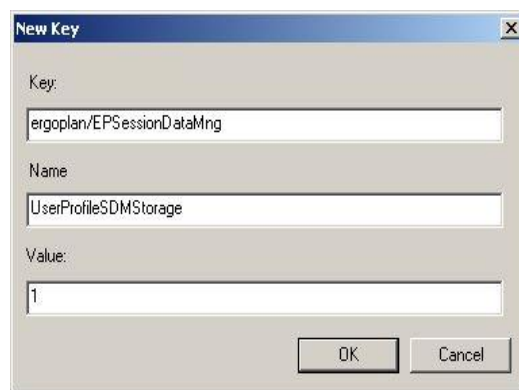 New Key
Key:
ergoplan/EPSessionDataMng
Name
UserProfileSDMStorage
Value:
1
OK Cancel